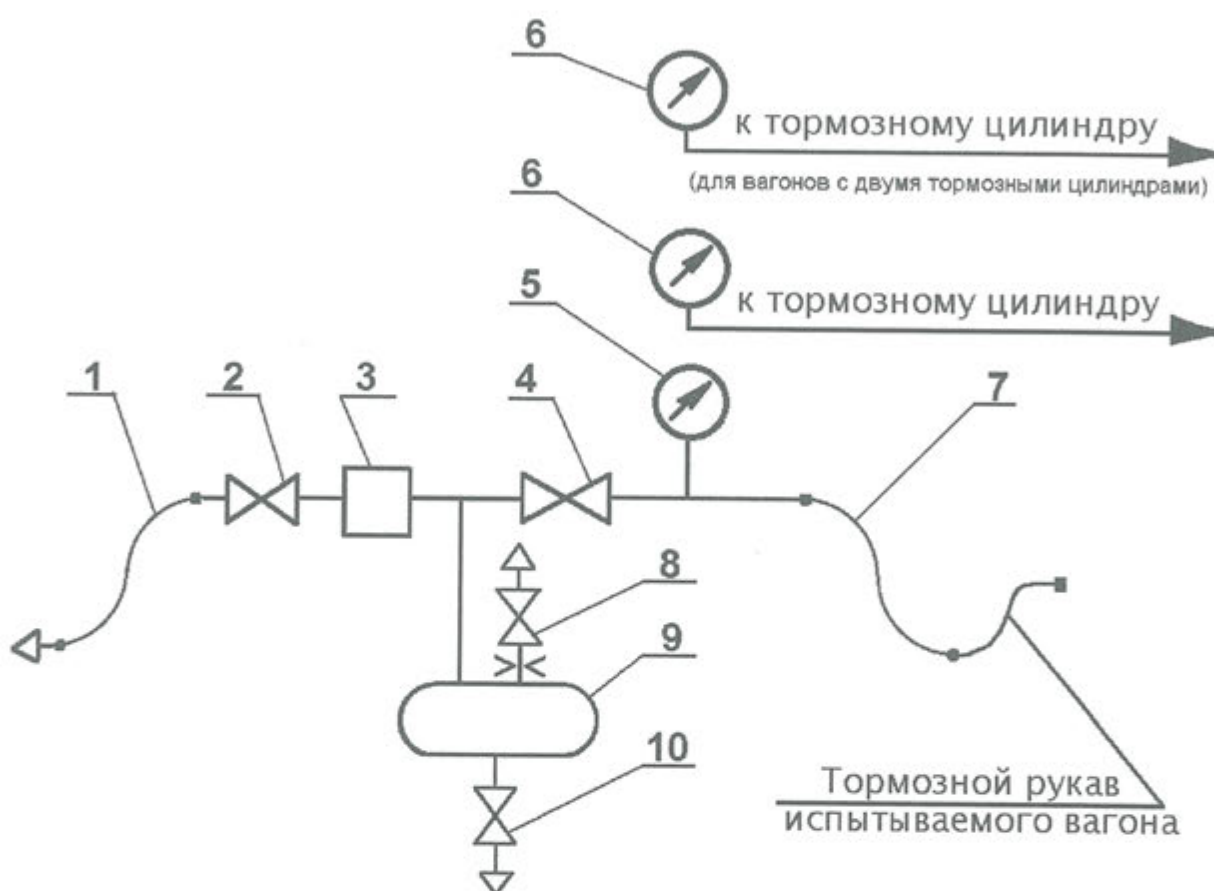 6
к тормозному цилиндру
(для вагонов с двумя тормозными цилиндрами)
6
5
к тормозному цилиндру
1
2
3
4
7
8
9
10
Тормозной рукав
испытываемого вагона